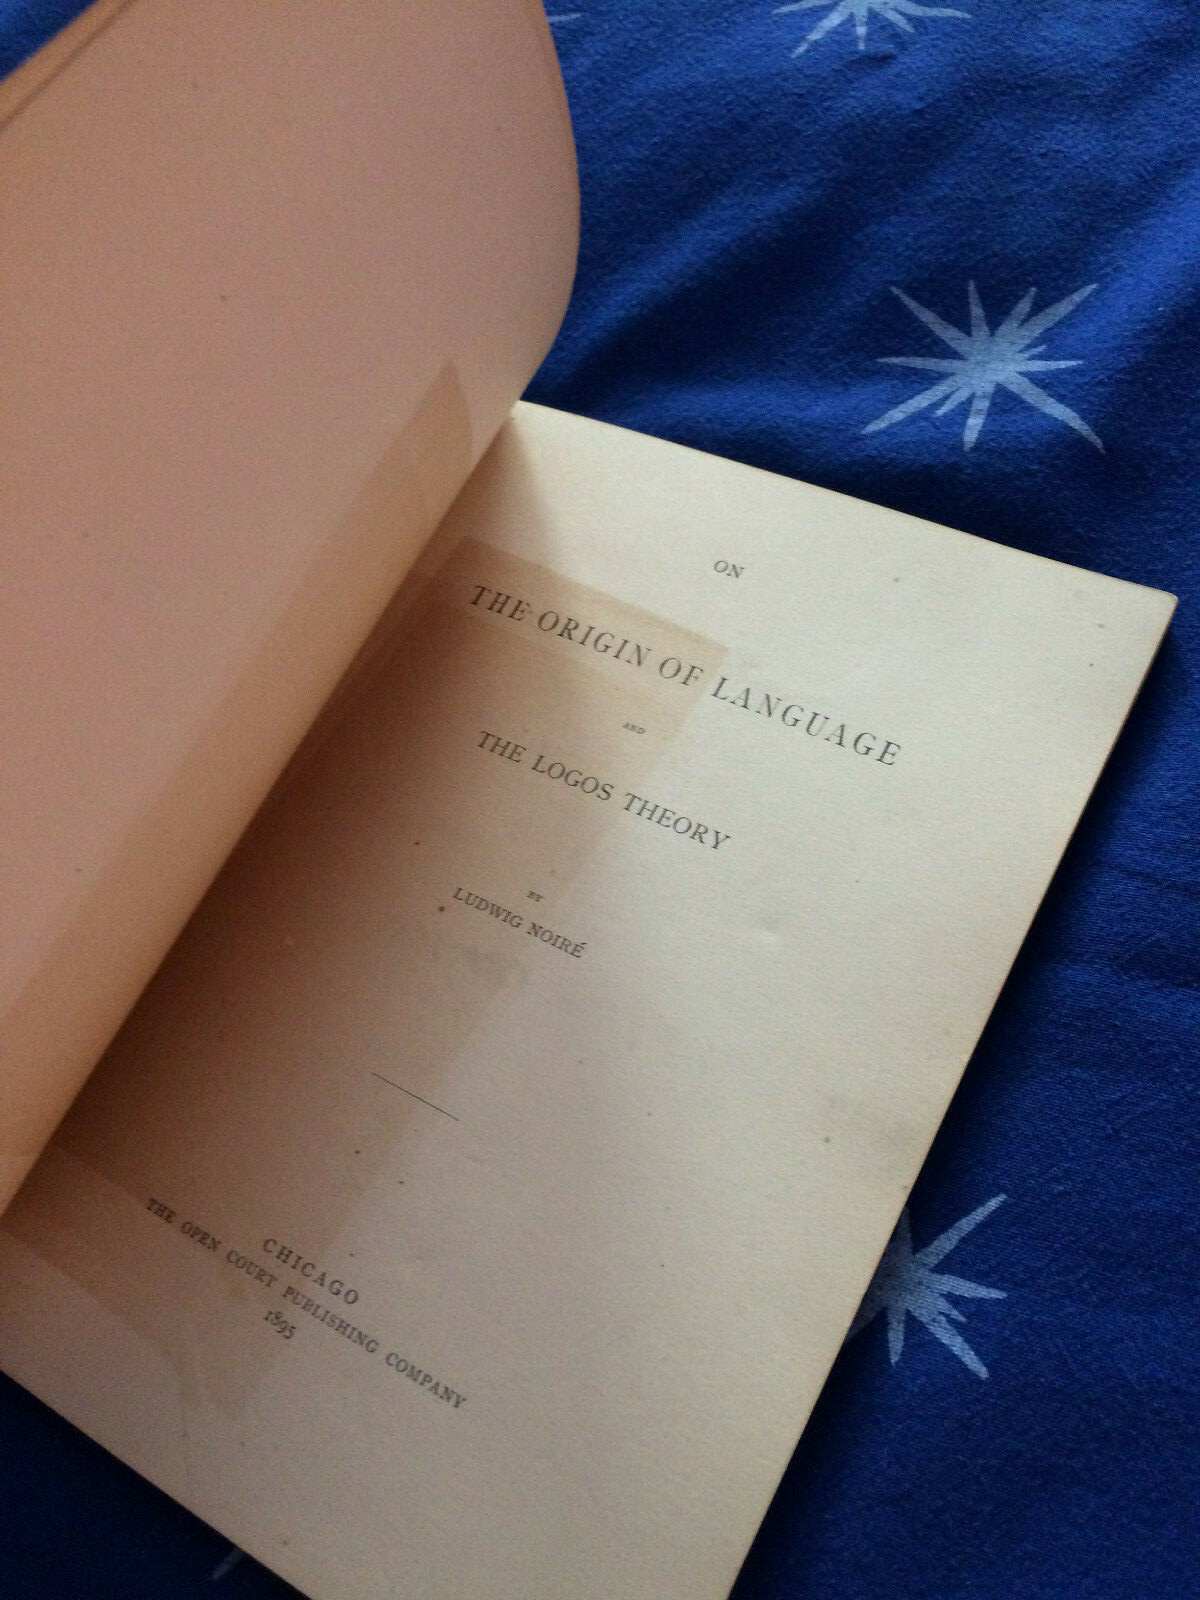 ON
THE ORIGIN OF LANGUAGE
AND
THE LOGOS THEORY
BY
LUDWIG NOIRÉ
CHICAGO
THE OPEN COURT PUBLISHING COMPANY
1895